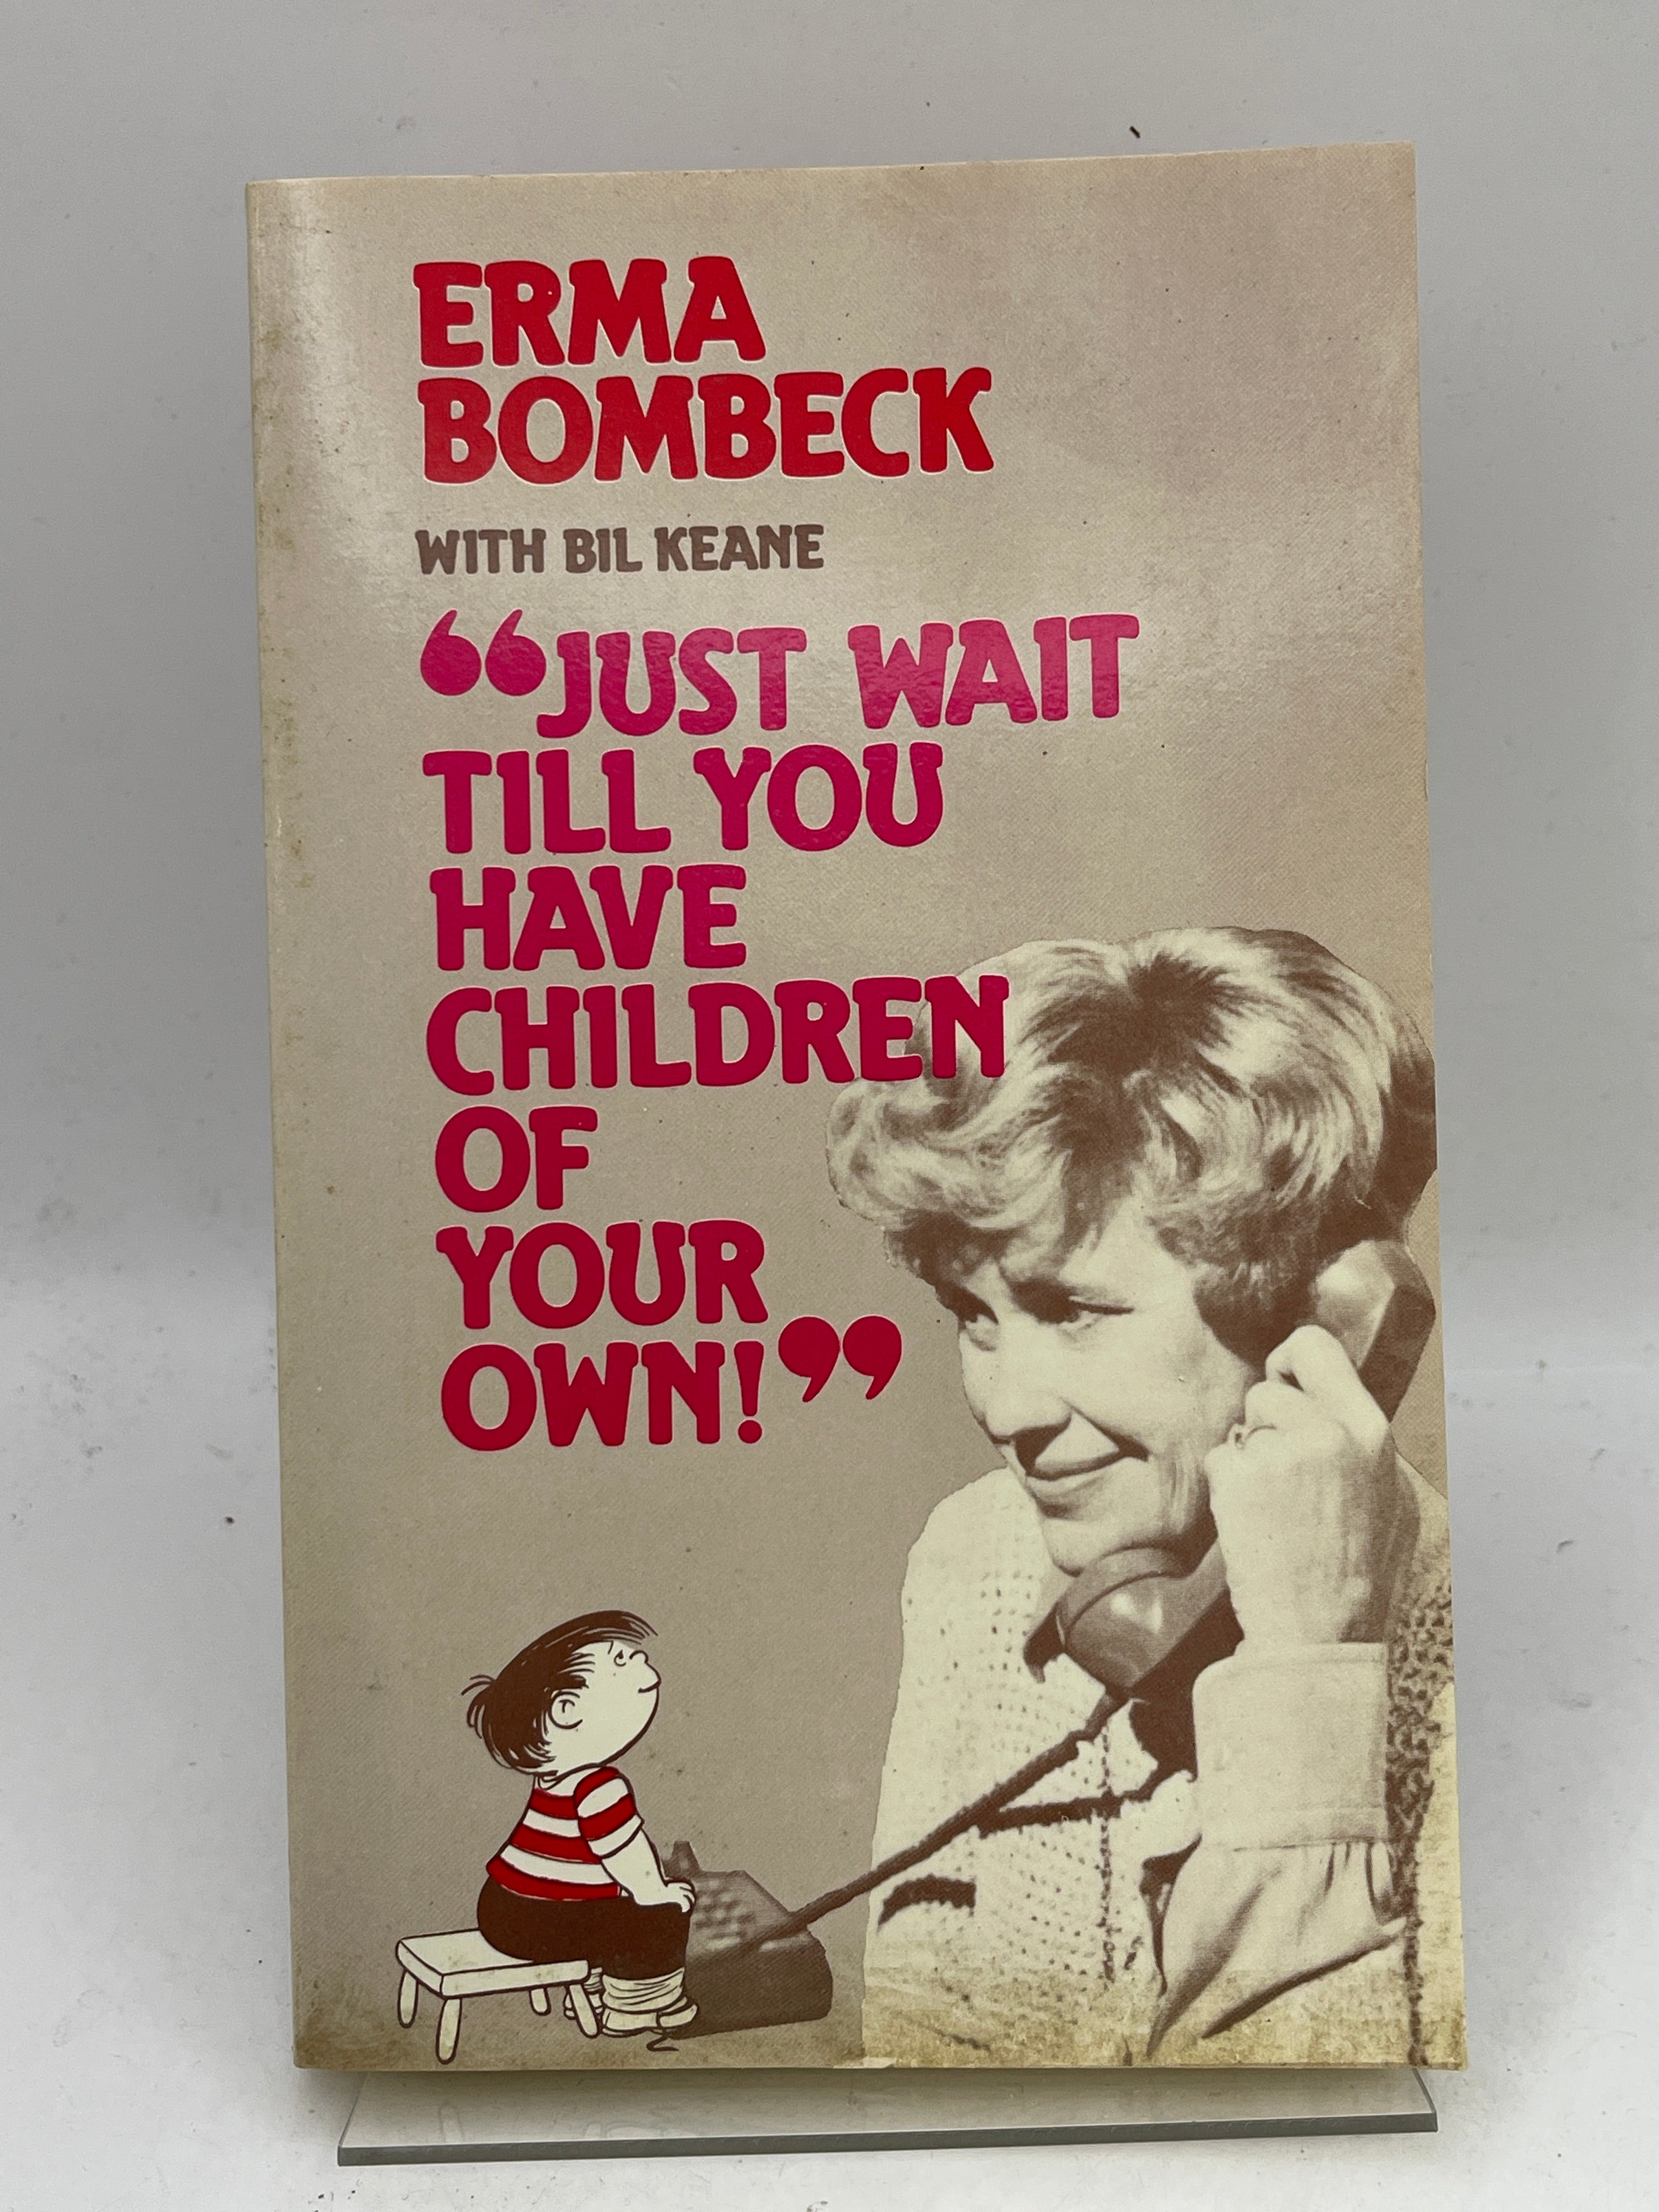 ERMA
BOMBECK
WITH BIL KEANE
“JUST WAIT
TILL YOU
HAVE
CHILDREN
OF
YOUR
OWN!”